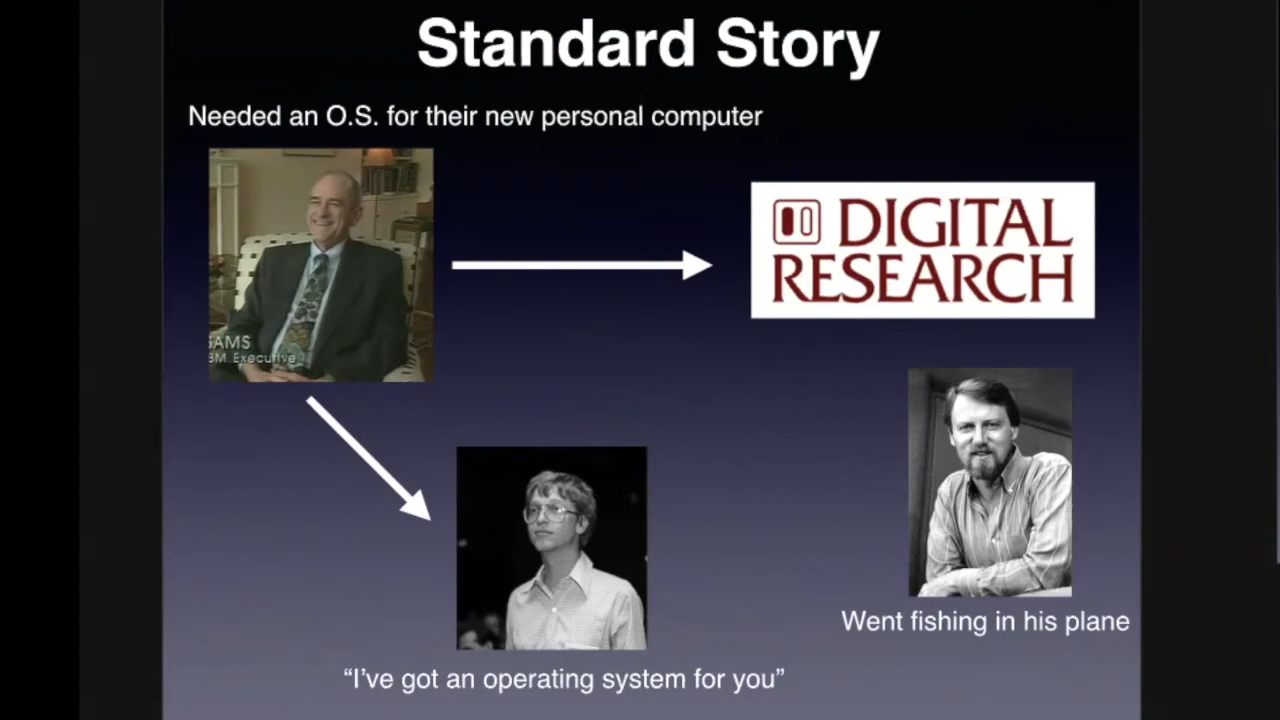 Standard Story
Needed an O.S. for their new personal computer
DIGITAL
RESEARCH
SAMS
BM Executive
Went fishing in his plane
“I’ve got an operating system for you”